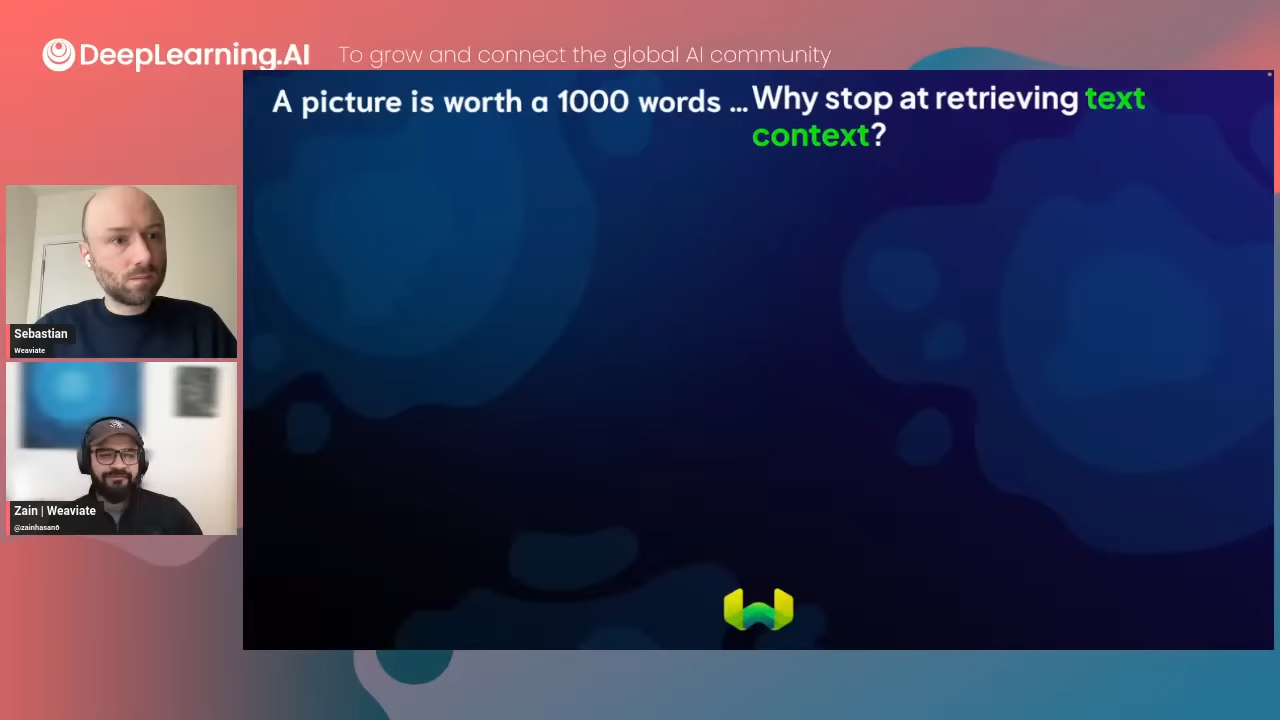 DeepLearning.AI
To grow and connect the global AI community
A picture is worth a 1000 words ...
Why stop at retrieving text
context?
Sebastian
Weaviate
Zain | Weaviate
@zainhasan6